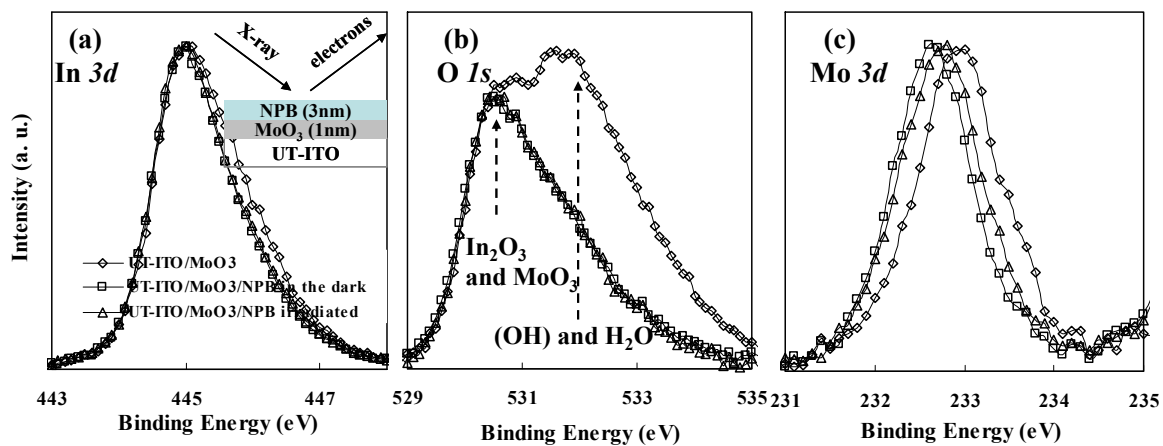 (a)
In 3d
X-ray
electrons
NPB (3nm)
MoO3 (1nm)
UT-ITO
UT-ITO/MoO3
UT-ITO/MoO3/NPB in the dark
UT-ITO/MoO3/NPB irradiated
443 445 447
Binding Energy (eV)
Intensity (a. u.)
(b)
O 1s
In2O3
and MoO3
(OH) and H2O
529 531 533 535
Binding Energy (eV)
(c)
Mo 3d
231 232 233 234 235
Binding Energy (eV)